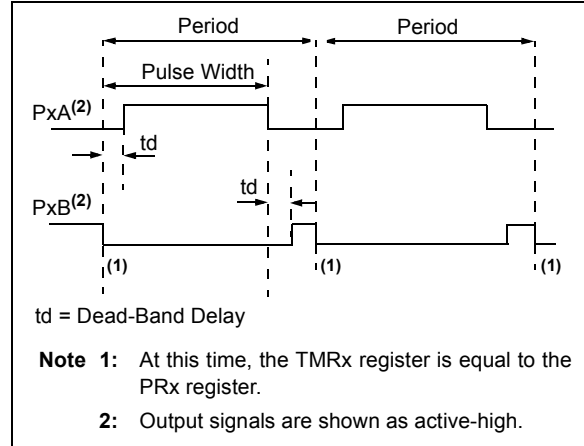 Period Period
Pulse Width
PxA(2)
td
td
PxB(2)
(1) (1) (1)
td = Dead-Band Delay
Note 1: At this time, the TMRx register is equal to the
PRx register.
2: Output signals are shown as active-high.